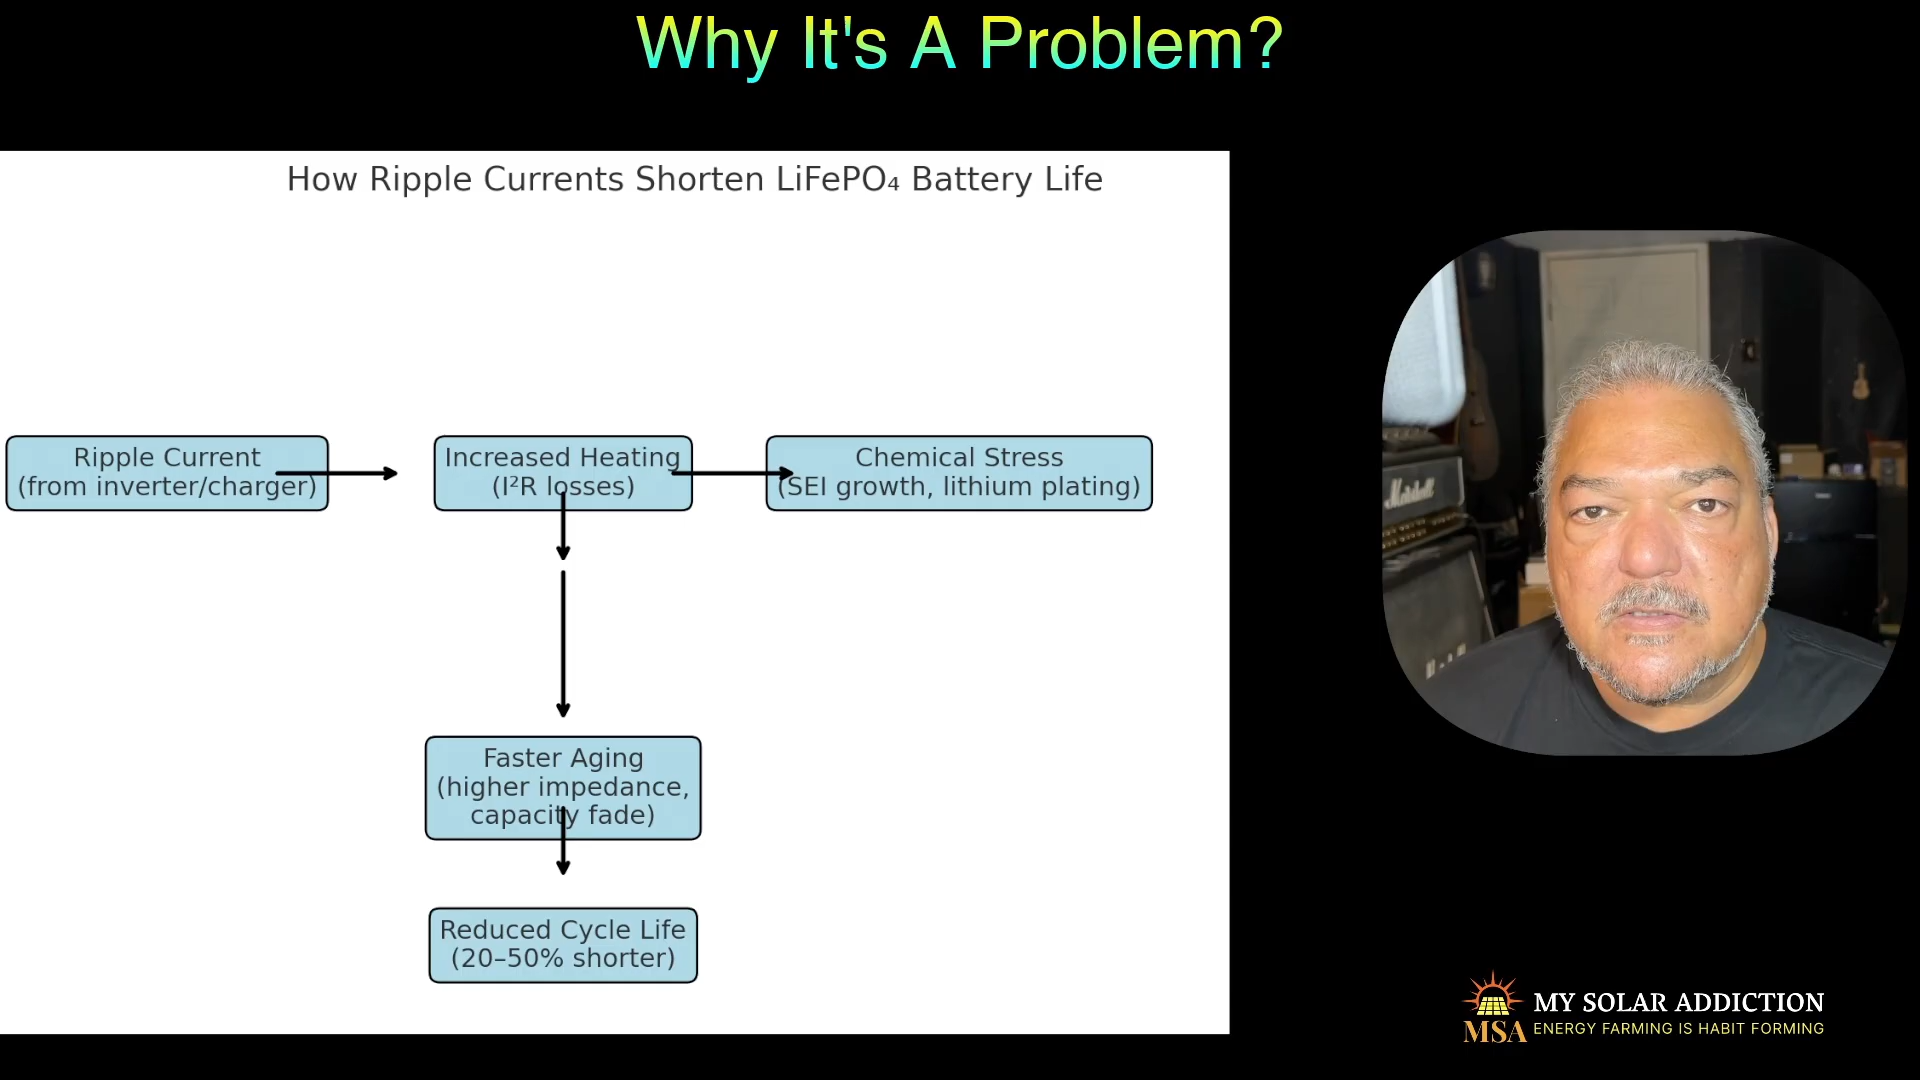 Why It's A Problem?
How Ripple Currents Shorten LiFePO₄ Battery Life
Ripple Current
(from inverter/charger)
Increased Heating
(I²R losses)
Chemical Stress
(SEI growth, lithium plating)
Faster Aging
(higher impedance,
capacity fade)
Reduced Cycle Life
(20–50% shorter)
Marshall
MSA
MY SOLAR ADDICTION
ENERGY FARMING IS HABIT FORMING